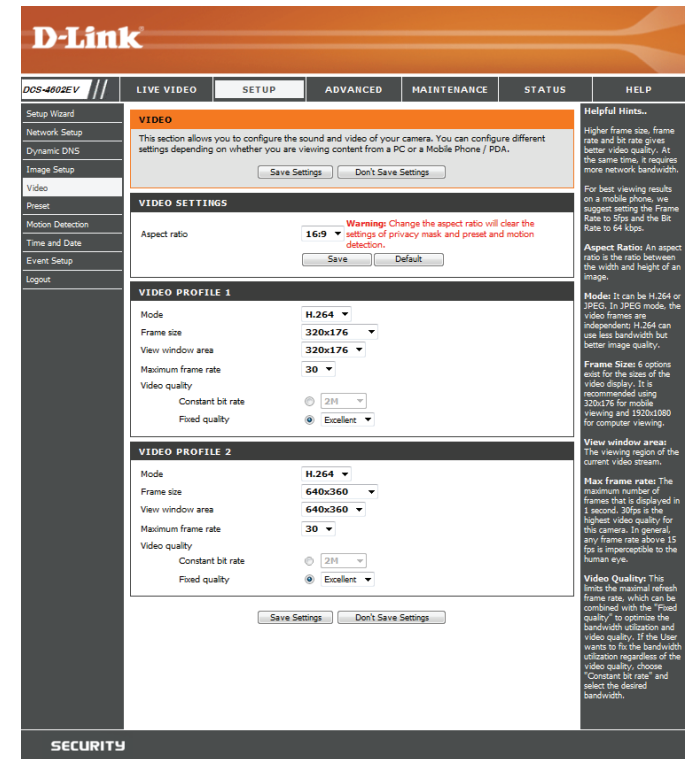 D-Link
DCS-4602EV // LIVE VIDEO SETUP ADVANCED MAINTENANCE STATUS HELP
Setup Wizard
Network Setup
Dynamic DNS
Image Setup
Video
Preset
Motion Detection
Time and Date
Event Setup
Logout
VIDEO
This section allows you to configure the sound and video of your camera. You can configure different
settings depending on whether you are viewing content from a PC or a Mobile Phone / PDA.
Save Settings Don't Save Settings
VIDEO SETTINGS
Aspect ratio 16:9 Warning: Change the aspect ratio will clear the
settings of privacy mask and preset and motion
detection.
Save Default
VIDEO PROFILE 1
Mode H.264
Frame size 320x176
View window area 320x176
Maximum frame rate 30
Video quality
Constant bit rate 2M
Fixed quality Excellent
VIDEO PROFILE 2
Mode H.264
Frame size 640x360
View window area 640x360
Maximum frame rate 30
Video quality
Constant bit rate 2M
Fixed quality Excellent
Save Settings Don't Save Settings
Helpful Hints..
Higher frame size, frame
rate and bit rate gives
better video quality. At
the same time, it requires
more network bandwidth.
For best viewing results
on a mobile phone, we
suggest setting the Frame
Rate to 5fps and the Bit
Rate to 64 kbps.
Aspect Ratio: An aspect
ratio is the ratio between
the width and height of an
image.
Mode: It can be H.264 or
JPEG. In JPEG mode, the
video frames are
independent; H.264 can
use less bandwidth but
better image quality.
Frame Size: 6 options
exist for the sizes of the
video display. It is
recommended using
320x176 for mobile
viewing and 1920x1080
for computer viewing.
View window area:
The viewing region of the
current video stream.
Max frame rate: The
maximum number of
frames that is displayed in
1 second. 30fps is the
highest video quality for
this camera. In general,
any frame rate above 15
fps is imperceptible to the
human eye.
Video Quality: This
limits the maximal refresh
frame rate, which can be
combined with the "Fixed
quality" to optimize the
bandwidth utilization and
video quality. If the User
wants to fix the bandwidth
utilization regardless of the
video quality, choose
"Constant bit rate" and
select the desired
bandwidth.
SECURITY